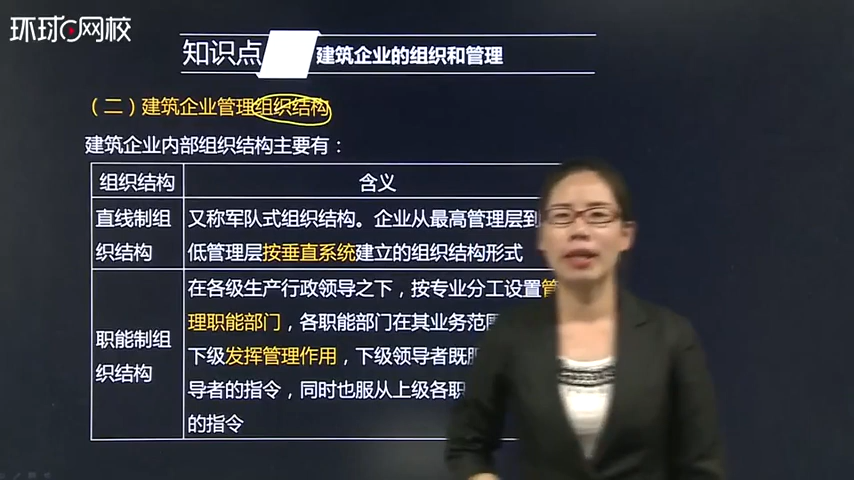 环球网校
知识点
建筑企业的组织和管理
（二）建筑企业管理组织结构
建筑企业内部组织结构主要有：
组织结构
含义
直线制组
织结构
又称军队式组织结构。企业从最高管理层到
低管理层按垂直系统建立的组织结构形式
职能制组
织结构
在各级生产行政领导之下，按专业分工设置管
理职能部门，各职能部门在其业务范围
下级发挥管理作用，下级领导者既服
导者的指令，同时也服从上级各职
的指令